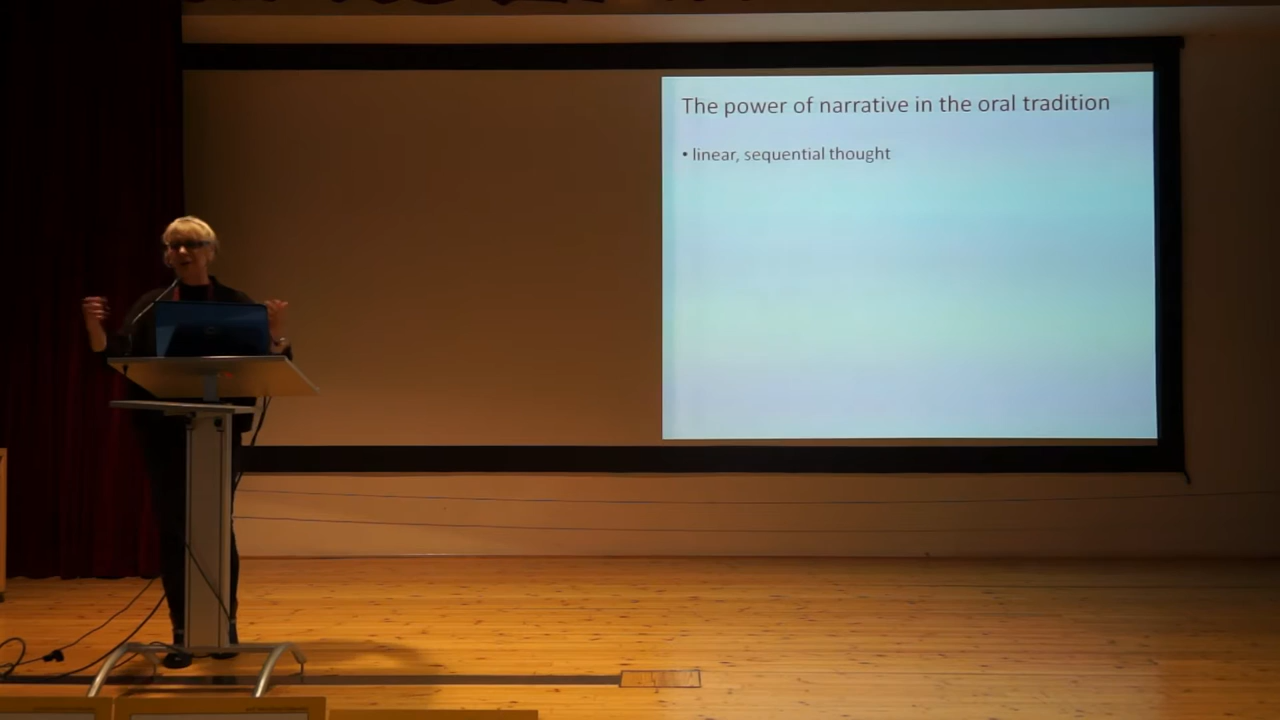 The power of narrative in the oral tradition
• linear, sequential thought